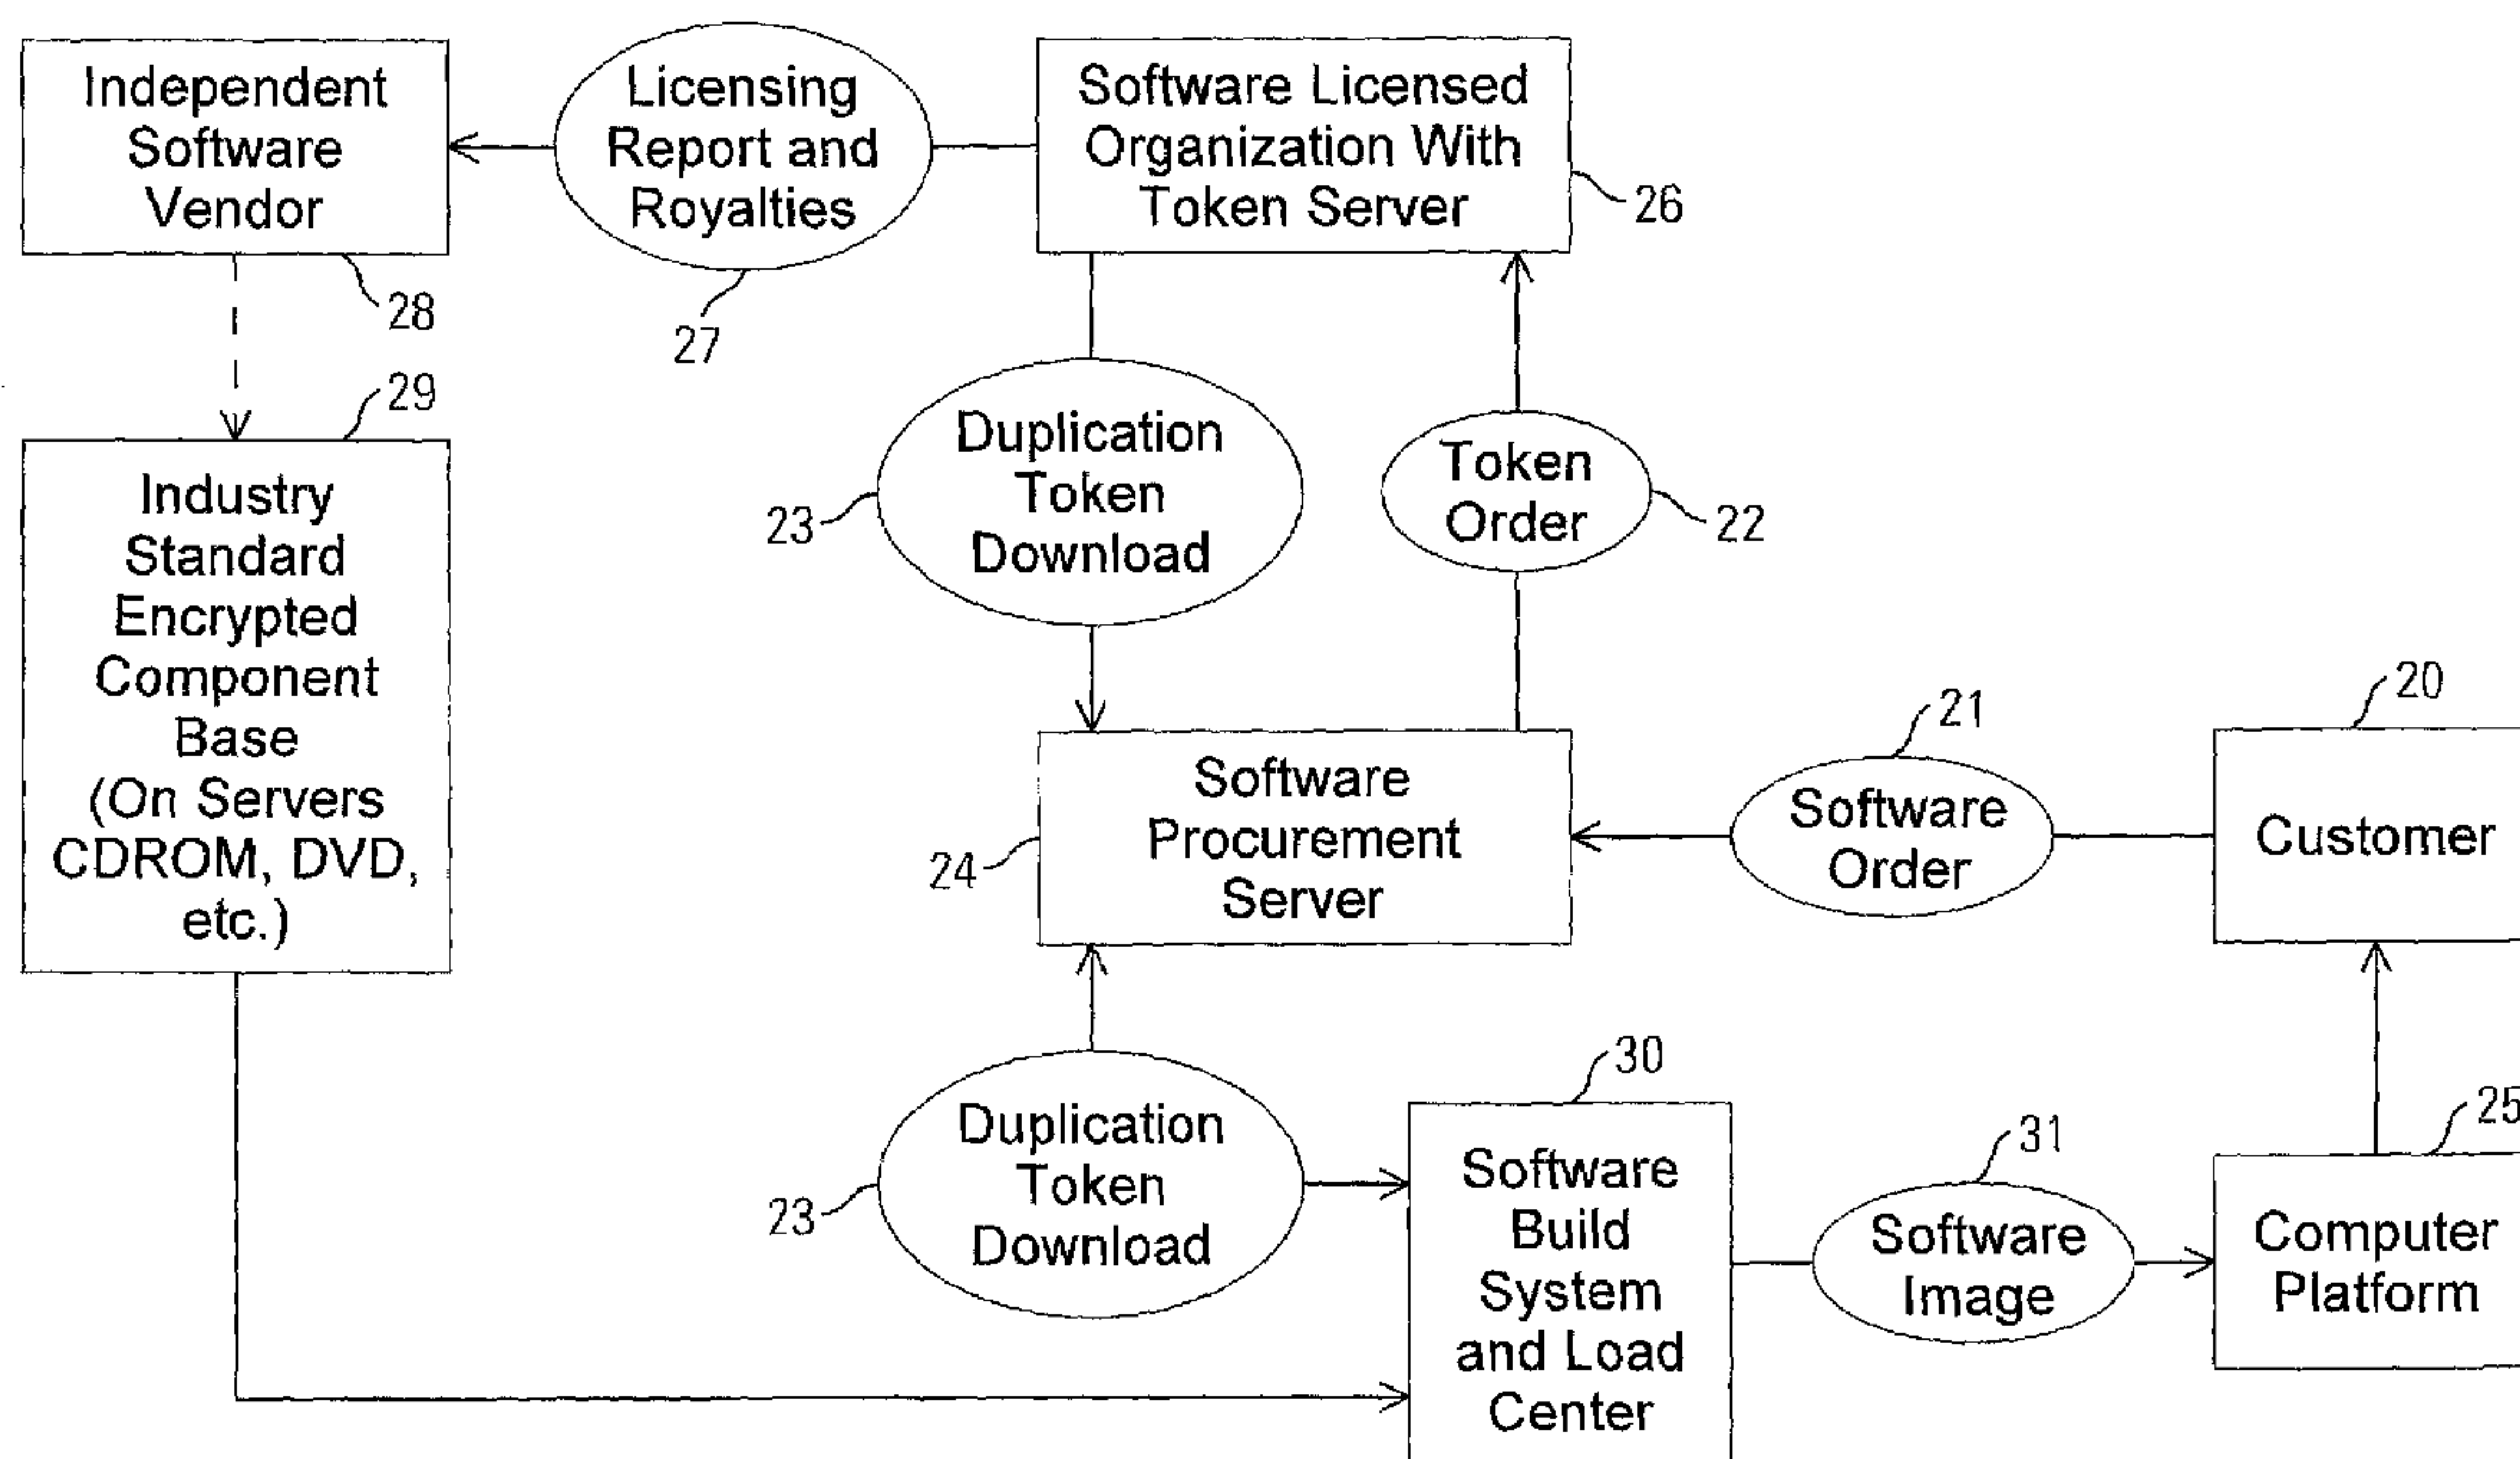 Independent
Software
Vendor
28
Licensing
Report and
Royalties
27
Software Licensed
Organization With
Token Server
26
29
Industry
Standard
Encrypted
Component
Base
(On Servers
CDROM, DVD,
etc.)
Duplication
Token
Download
23
Token
Order
22
Software
Procurement
Server
24
21
Software
Order
20
Customer
Duplication
Token
Download
23
30
Software
Build
System
and Load
Center
31
Software
Image
25
Computer
Platform